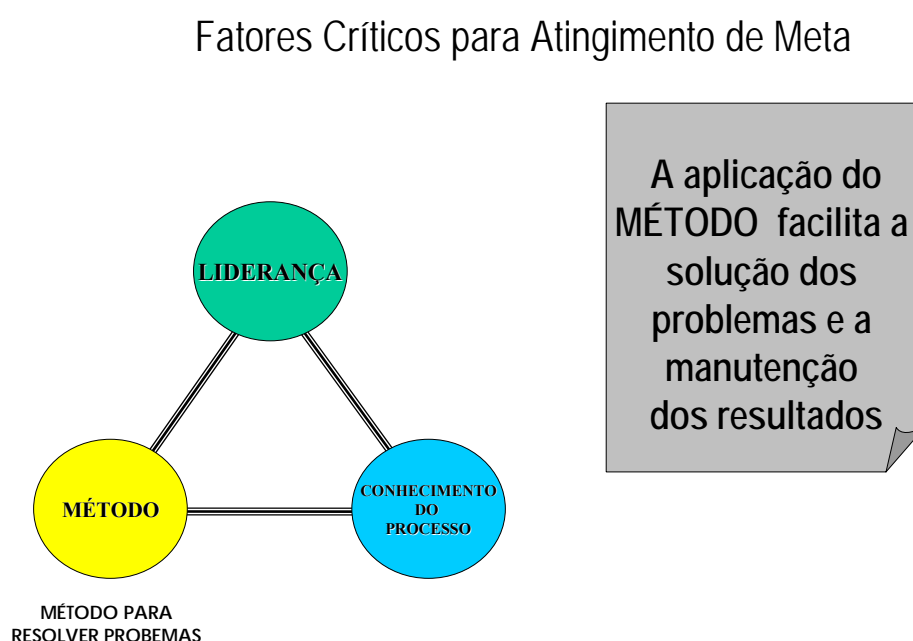 Fatores Críticos para Atingimento de Meta
A aplicação do
MÉTODO facilita a
solução dos
problemas e a
manutenção
dos resultados
LIDERANÇA
MÉTODO
CONHECIMENTO
DO
PROCESSO
MÉTODO PARA
RESOLVER PROBEMAS